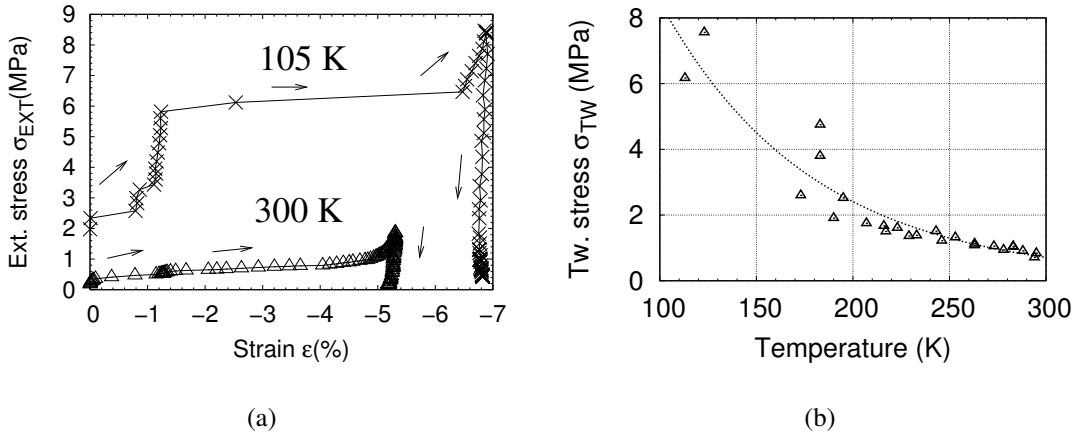 9
8
7
6
5
4
3
2
1
0
Ext. stress σEXT(MPa)
105 K
300 K
0 −1 −2 −3 −4 −5 −6 −7
Strain ε(%)
(a)
8
6
4
2
0
Tw. stress σTW (MPa)
100 150 200 250 300
Temperature (K)
(b)